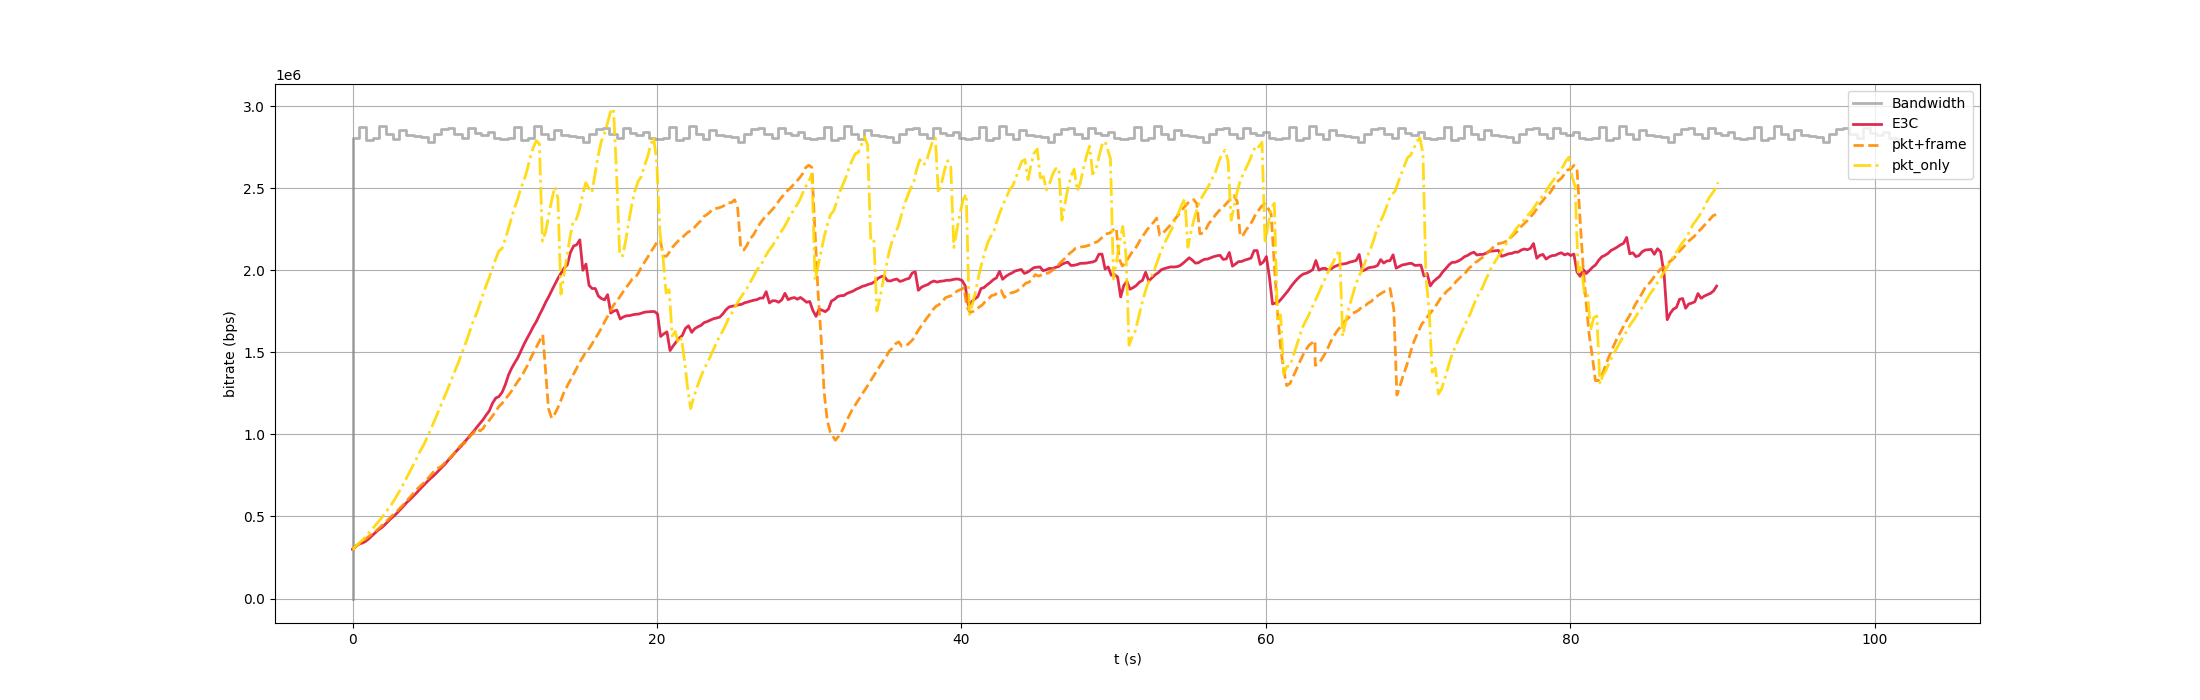 1e6
3.0
2.5
2.0
1.5
1.0
0.5
0.0
bitrate (bps)
0 20 40 60 80 100
t (s)
Bandwidth
E3C
pkt+frame
pkt_only